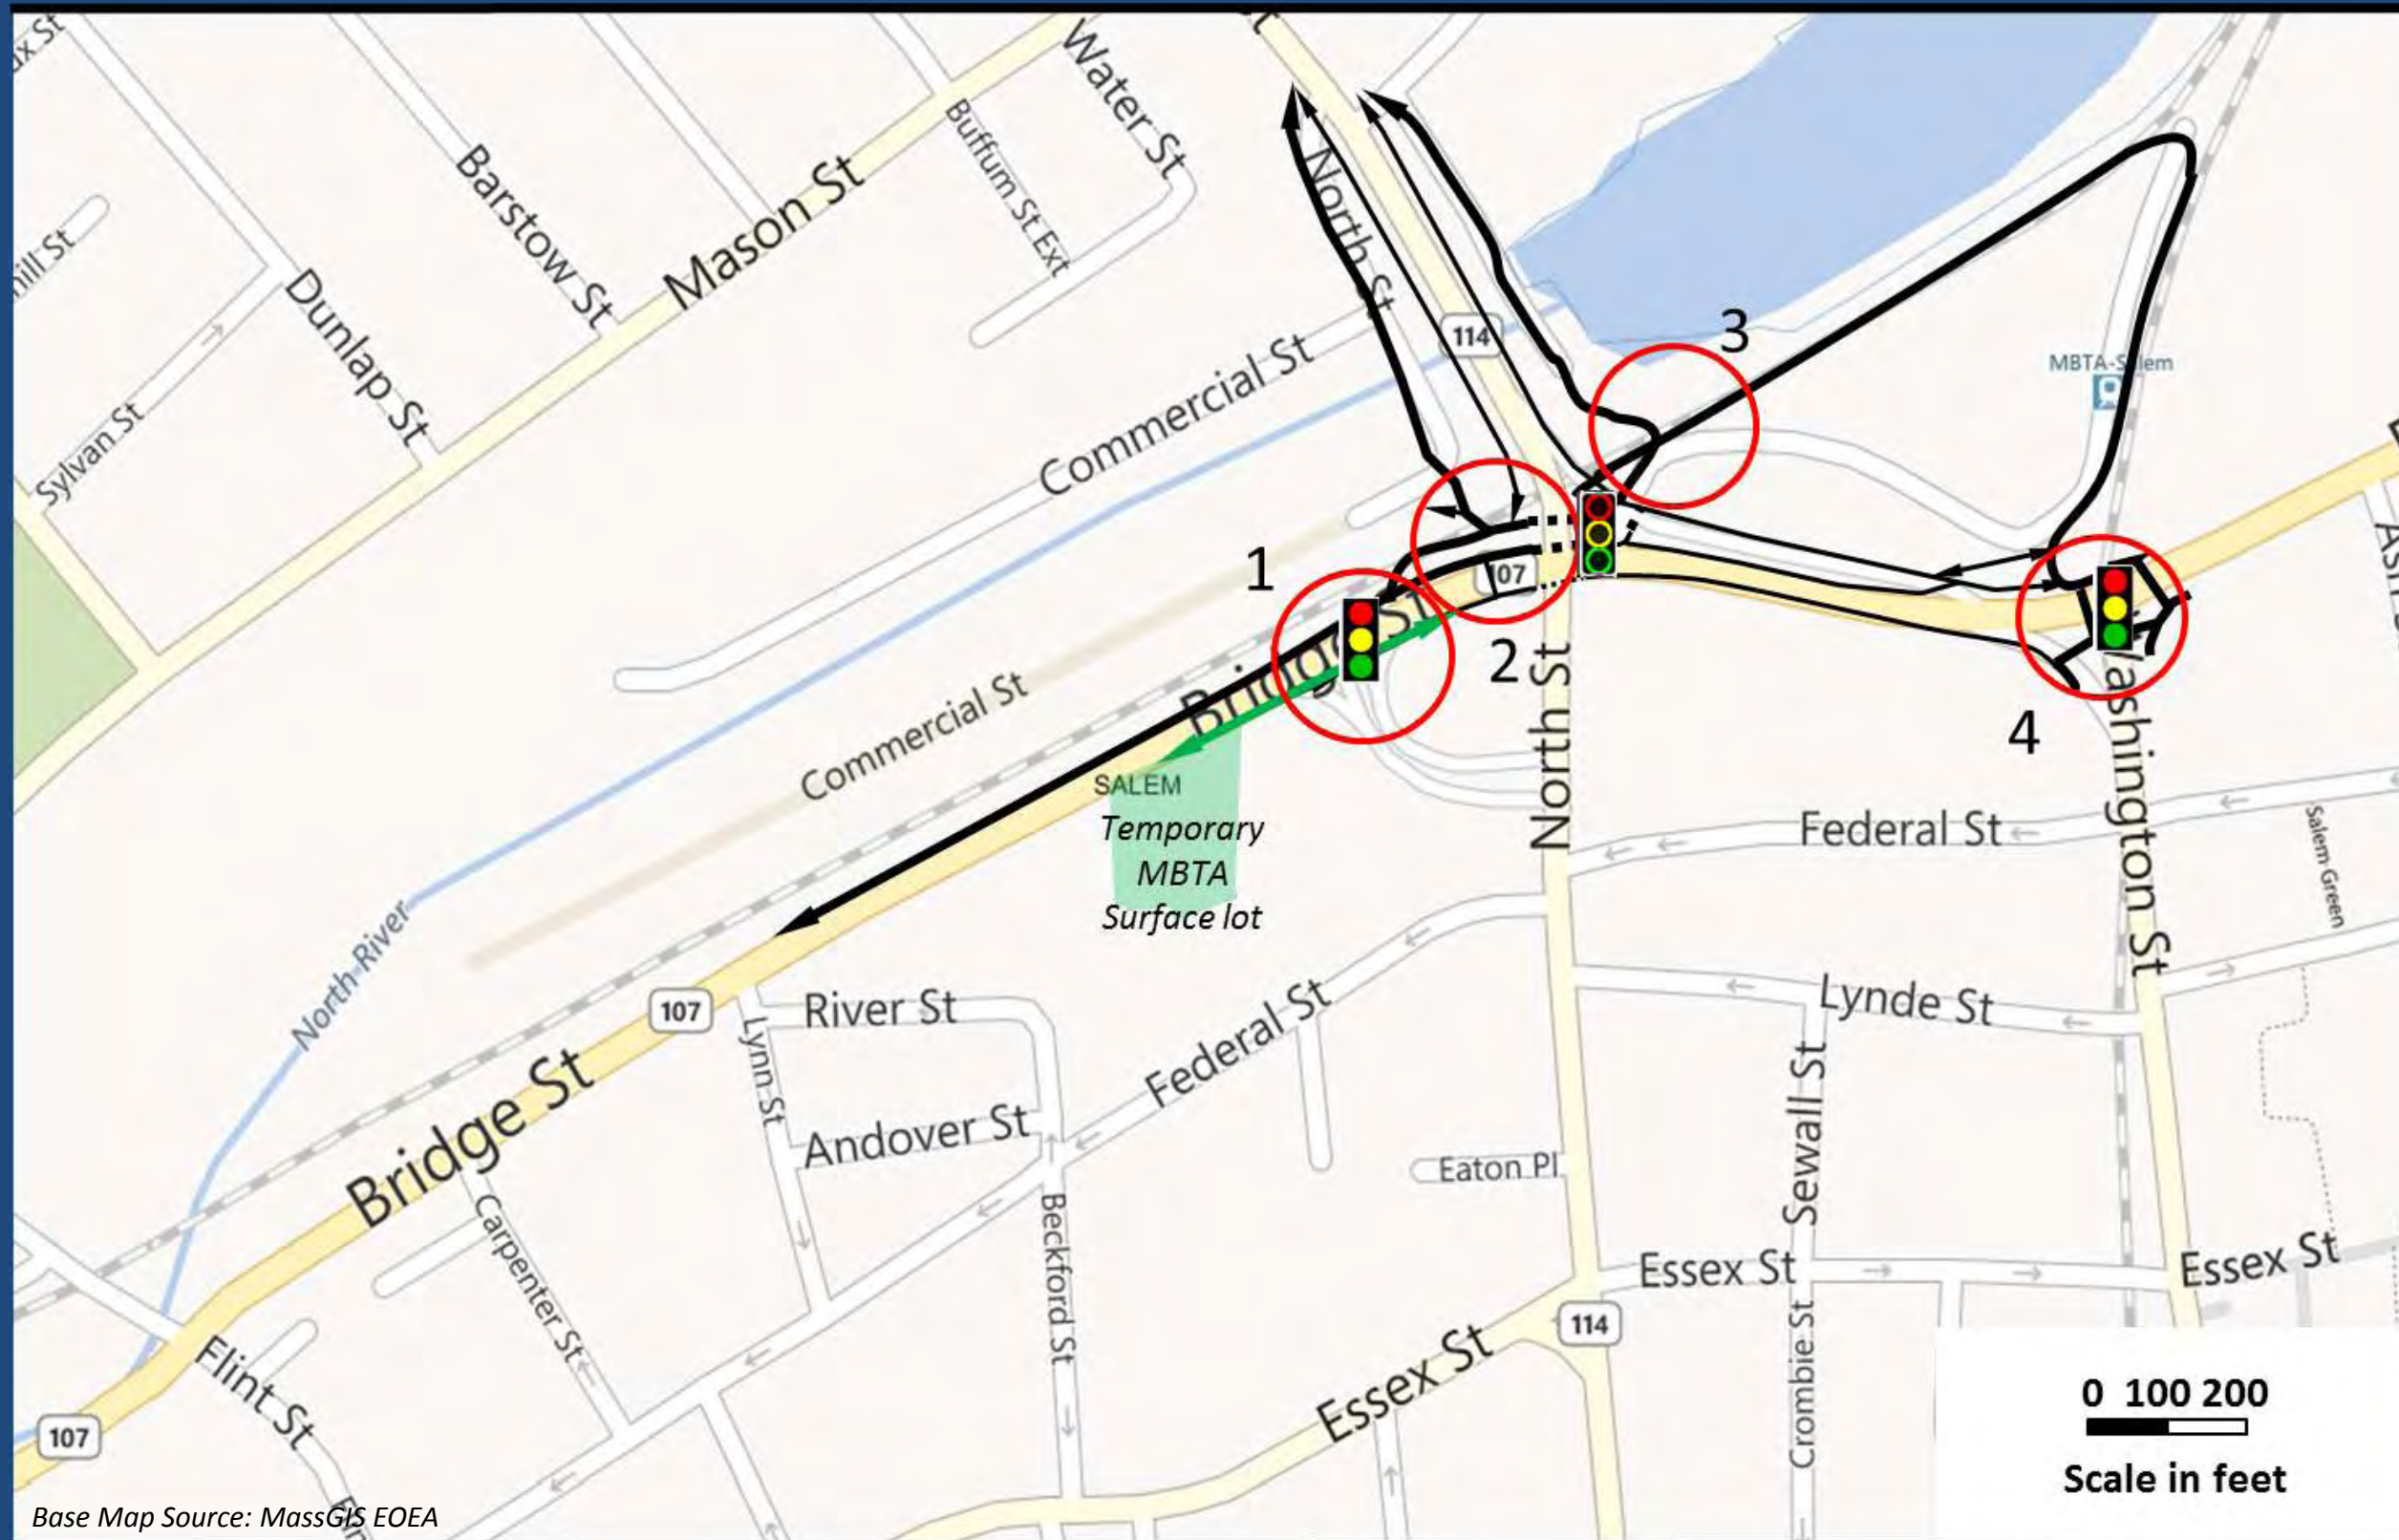 ux St
Water St
Buffum St Ext
Barstow St
Mason St
North St
hill St
Dunlap St
114
3
MBTA-Salem
Commercial St
Sylvan St
1
107
Bridge St
2
4
Commercial St
North St
Washington St
SALEM
Temporary
MBTA
Surface lot
Federal St
Salem Green
North River
107
River St
Lynn St
Federal St
Lynde St
Bridge St
Andover St
Sewall St
Eaton Pl
Carpenter St
Beckford St
Essex St
Essex St
114
Flint St
Essex St
Crombie St
0 100 200
Scale in feet
107
Base Map Source: MassGIS EOEA